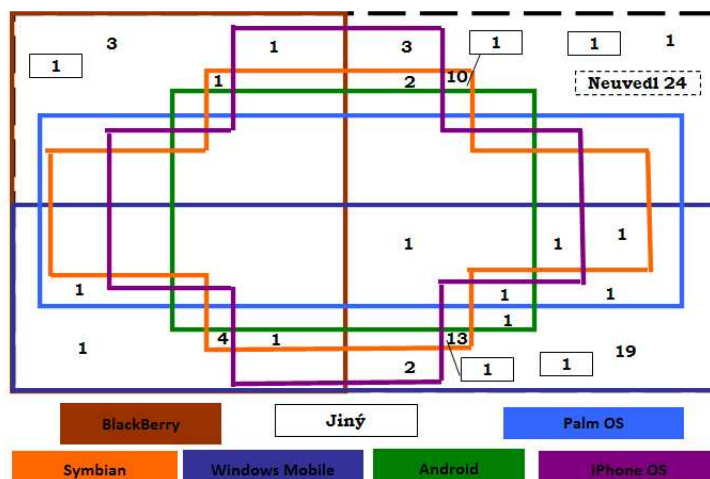 3 1 3 1 1 1
1
1 2 10
Neuvedl 24
1 1 1
1 1 1
1
4 1 13
1 2 1 1 19
BlackBerry Jiný Palm OS
Symbian Windows Mobile Android iPhone OS